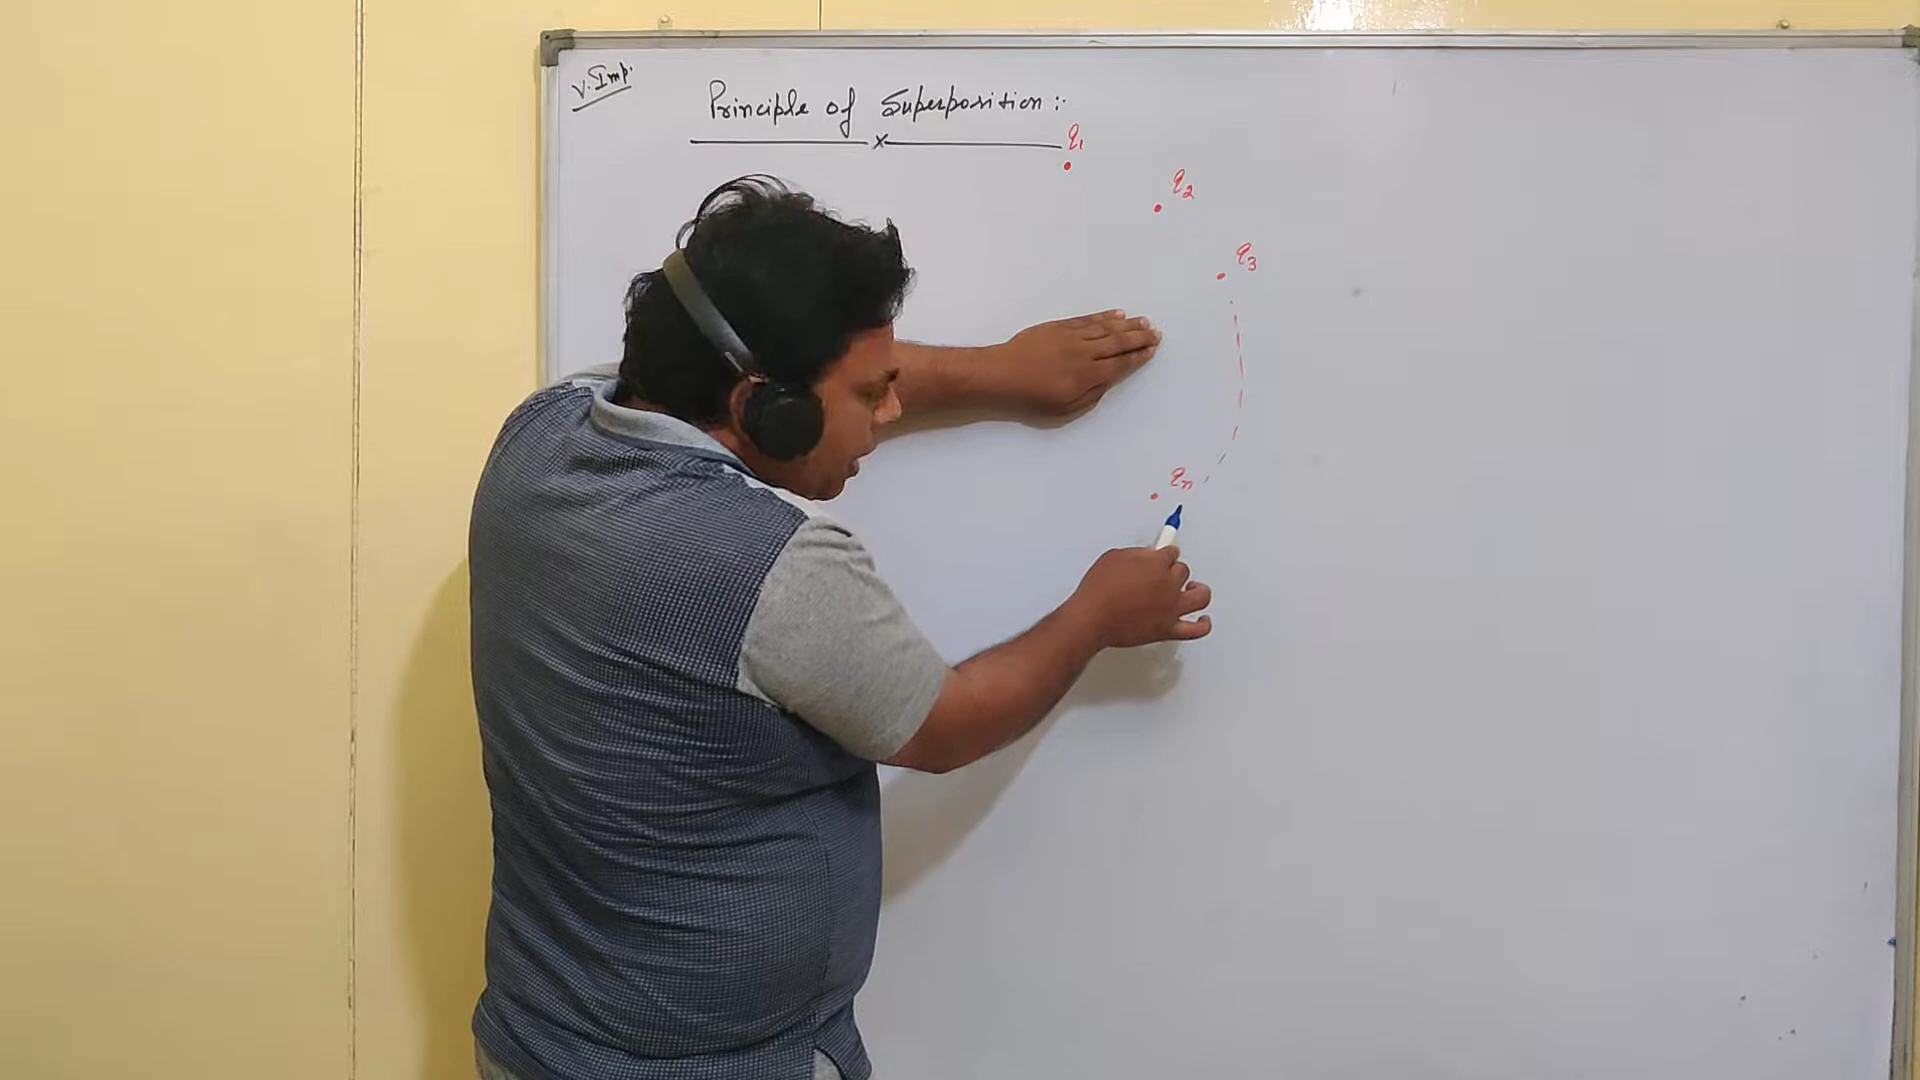 V. Imp.
Principle of Superposition :-
q1
q2
q3
qn